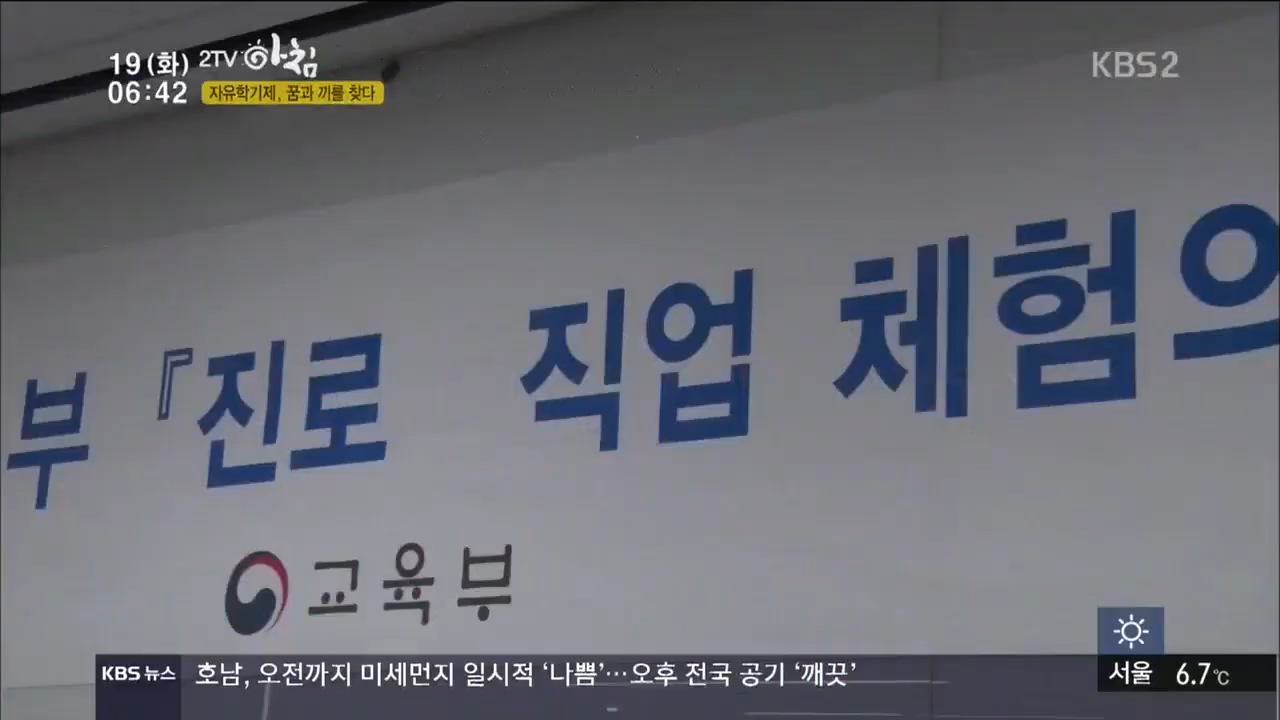 19(화) 2TV 아침
06:42 자유학기제, 꿈과 끼를 찾다
KBS2
부 『진로 직업 체험의
교육부
KBS 뉴스 호남, 오전까지 미세먼지 일시적 ‘나쁨’…오후 전국 공기 ‘깨끗’
서울 6.7℃